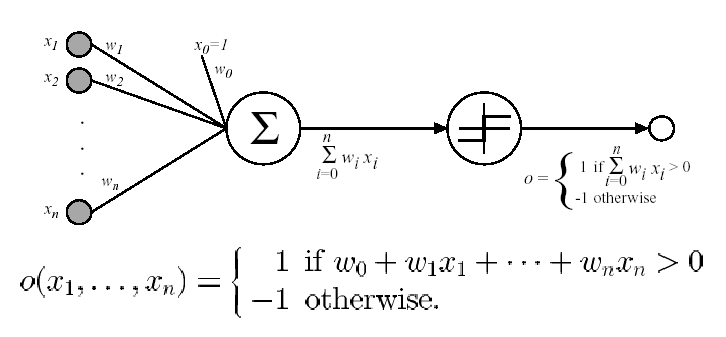 x₁ w₁ x₀=1
x₂ w₂ w₀
. Σ
. n
. Σ wᵢ xᵢ
i=0
wₙ
xₙ
n
o = { 1 if Σ wᵢ xᵢ > 0
i=0
-1 otherwise
o(x₁, . . . , xₙ) = { 1 if w₀ + w₁x₁ + · · · + wₙxₙ > 0
−1 otherwise.